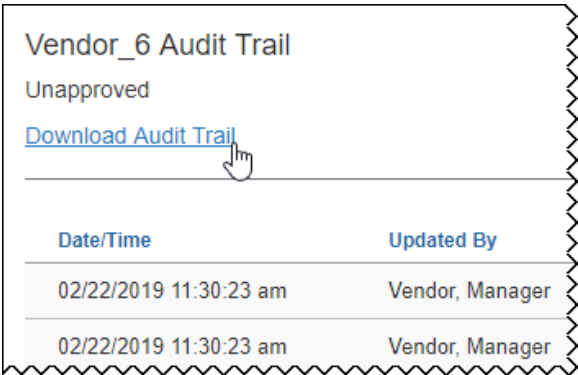 Vendor_6 Audit Trail
Unapproved
Download Audit Trail
Date/Time Updated By
02/22/2019 11:30:23 am Vendor, Manager
02/22/2019 11:30:23 am Vendor, Manager